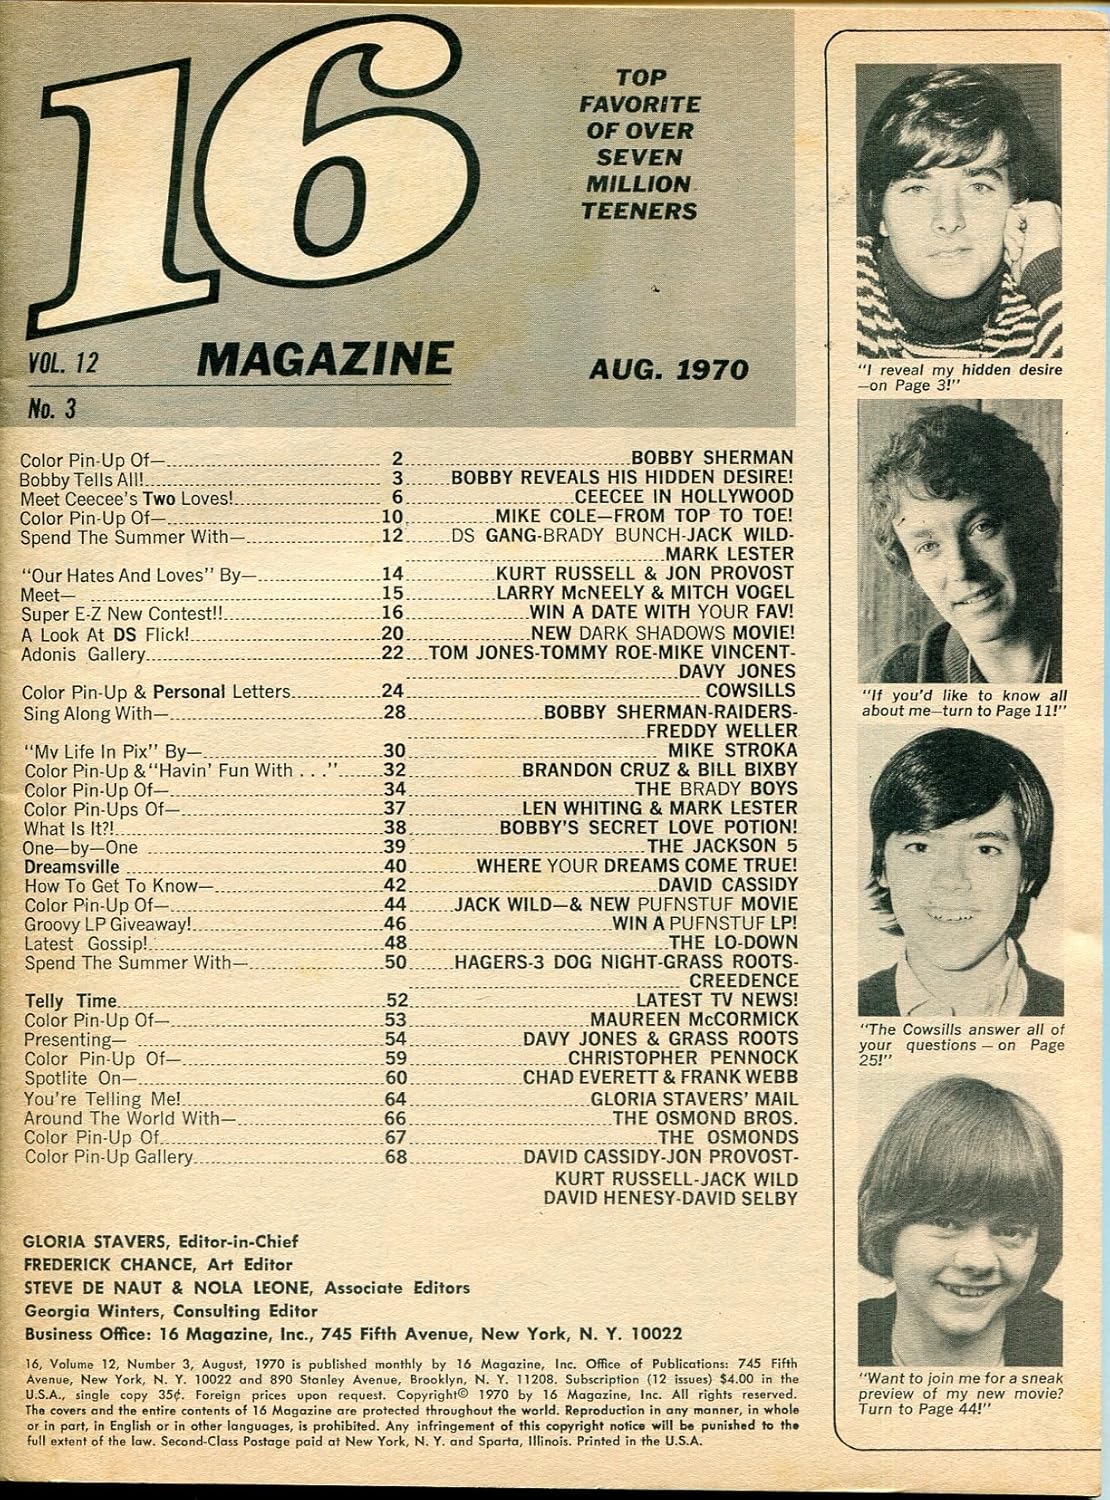 16
TOP
FAVORITE
OF OVER
SEVEN
MILLION
TEENERS
VOL. 12
MAGAZINE
AUG. 1970
No. 3
Color Pin-Up Of— 2 BOBBY SHERMAN
Bobby Tells All! 3 BOBBY REVEALS HIS HIDDEN DESIRE!
Meet Ceecee's Two Loves! 6 CEECEE IN HOLLYWOOD
Color Pin-Up Of— 10 MIKE COLE—FROM TOP TO TOE!
Spend The Summer With— 12 DS GANG-BRADY BUNCH-JACK WILD-
MARK LESTER
"Our Hates And Loves" By— 14 KURT RUSSELL & JON PROVOST
Meet— 15 LARRY McNEELY & MITCH VOGEL
Super E-Z New Contest!! 16 WIN A DATE WITH YOUR FAV!
A Look At DS Flick! 20 NEW DARK SHADOWS MOVIE!
Adonis Gallery 22 TOM JONES-TOMMY ROE-MIKE VINCENT-
DAVY JONES
Color Pin-Up & Personal Letters 24 COWSILLS
Sing Along With— 28 BOBBY SHERMAN-RAIDERS-
FREDDY WELLER
"My Life In Pix" By— 30 MIKE STROKA
Color Pin-Up & "Havin' Fun With . . ." 32 BRANDON CRUZ & BILL BIXBY
Color Pin-Up Of— 34 THE BRADY BOYS
Color Pin-Ups Of— 37 LEN WHITING & MARK LESTER
What Is It?! 38 BOBBY'S SECRET LOVE POTION!
One—by—One 39 THE JACKSON 5
Dreamsville 40 WHERE YOUR DREAMS COME TRUE!
How To Get To Know— 42 DAVID CASSIDY
Color Pin-Up Of— 44 JACK WILD—& NEW PUFNSTUF MOVIE
Groovy LP Giveaway! 46 WIN A PUFNSTUF LP!
Latest Gossip! 48 THE LO-DOWN
Spend The Summer With— 50 HAGERS-3 DOG NIGHT-GRASS ROOTS-
CREEDENCE
Telly Time 52 LATEST TV NEWS!
Color Pin-Up Of— 53 MAUREEN McCORMICK
Presenting— 54 DAVY JONES & GRASS ROOTS
Color Pin-Up Of— 59 CHRISTOPHER PENNOCK
Spotlite On— 60 CHAD EVERETT & FRANK WEBB
You're Telling Me! 64 GLORIA STAVERS' MAIL
Around The World With— 66 THE OSMOND BROS.
Color Pin-Up Of 67 THE OSMONDS
Color Pin-Up Gallery 68 DAVID CASSIDY-JON PROVOST-
KURT RUSSELL-JACK WILD
DAVID HENESY-DAVID SELBY
GLORIA STAVERS, Editor-in-Chief
FREDERICK CHANCE, Art Editor
STEVE DE NAUT & NOLA LEONE, Associate Editors
Georgia Winters, Consulting Editor
Business Office: 16 Magazine, Inc., 745 Fifth Avenue, New York, N. Y. 10022
16, Volume 12, Number 3, August, 1970 is published monthly by 16 Magazine, Inc. Office of Publications: 745 Fifth
Avenue, New York, N. Y. 10022 and 890 Stanley Avenue, Brooklyn, N. Y. 11208. Subscription (12 issues) $4.00 in the
U.S.A., single copy 35¢. Foreign prices upon request. Copyright© 1970 by 16 Magazine, Inc. All rights reserved.
The covers and the entire contents of 16 Magazine are protected throughout the world. Reproduction in any manner, in whole
or in part, in English or in other languages, is prohibited. Any infringement of this copyright notice will be punished to the
full extent of the law. Second-Class Postage paid at New York, N. Y. and Sparta, Illinois. Printed in the U.S.A.
"I reveal my hidden desire
—on Page 3!"
"If you'd like to know all
about me—turn to Page 11!"
"The Cowsills answer all of
your questions — on Page
25!"
"Want to join me for a sneak
preview of my new movie?
Turn to Page 44!"